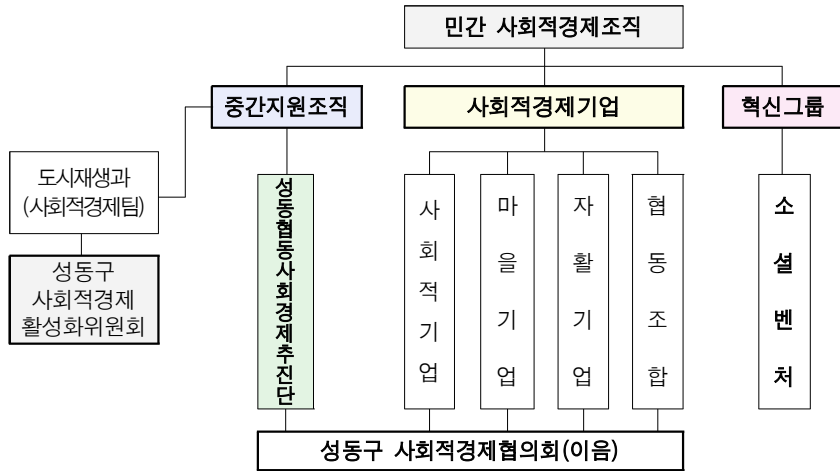 민간 사회적경제조직
중간지원조직
사회적경제기업
혁신그룹
도시재생과
(사회적경제팀)
성동구
사회적경제
활성화위원회
성동협동사회경제추진단
사회적기업
마을기업
자활기업
협동조합
소셜벤처
성동구 사회적경제협의회(이음)